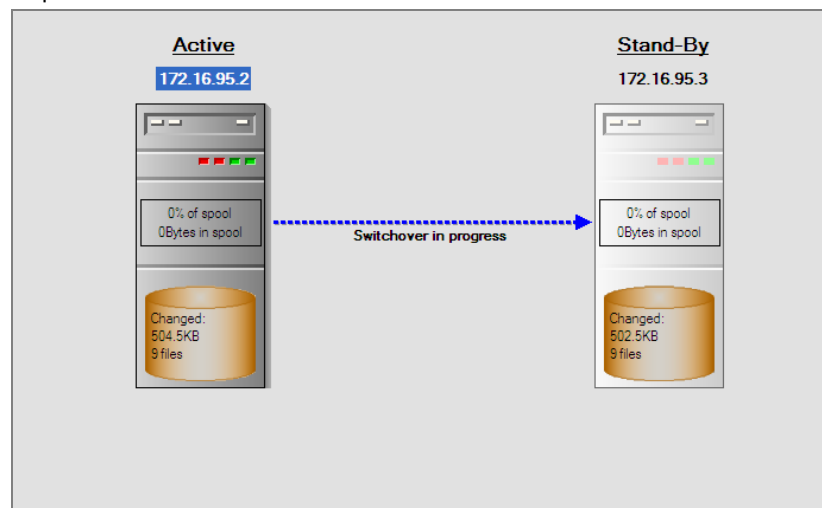 Active
Stand-By
172.16.95.2
172.16.95.3
0% of spool
0Bytes in spool
0% of spool
0Bytes in spool
Switchover in progress
Changed:
504.5KB
9 files
Changed:
502.5KB
9 files